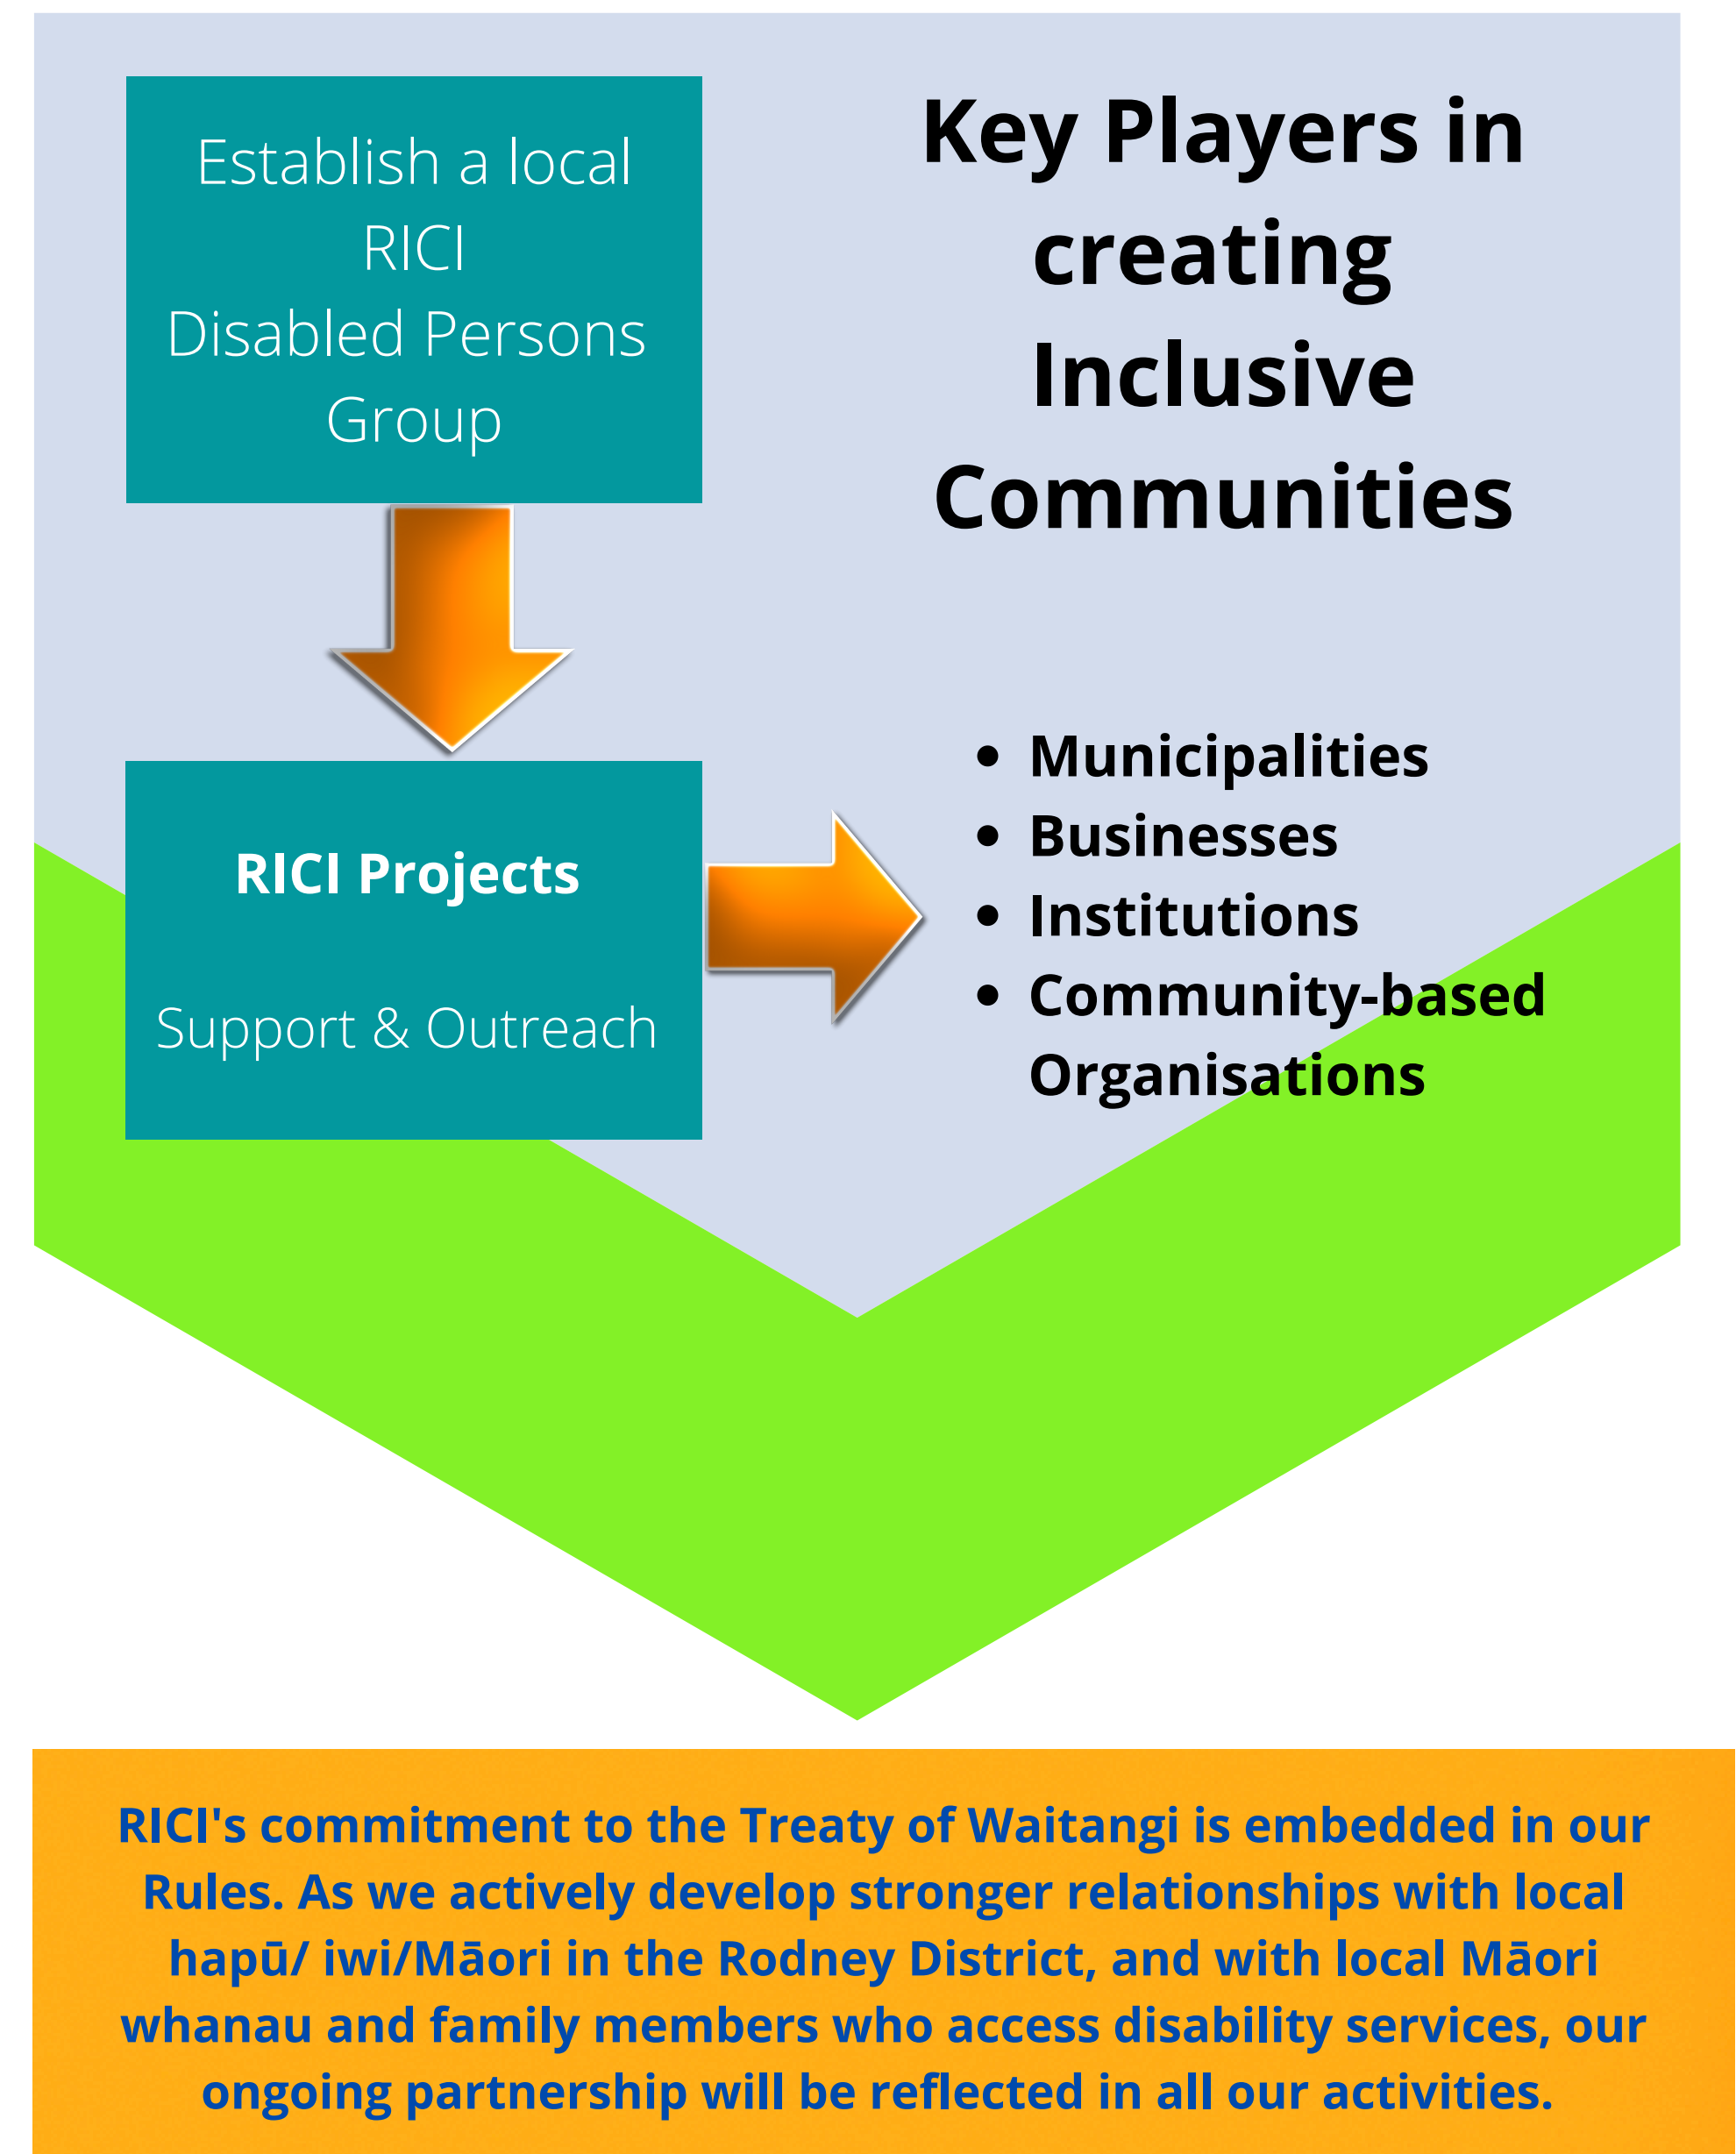 Establish a local
RICI
Disabled Persons
Group
Key Players in
creating
Inclusive
Communities
RICI Projects
Support & Outreach
• Municipalities
• Businesses
• Institutions
• Community-based
Organisations
RICI's commitment to the Treaty of Waitangi is embedded in our
Rules. As we actively develop stronger relationships with local
hapū/ iwi/Māori in the Rodney District, and with local Māori
whanau and family members who access disability services, our
ongoing partnership will be reflected in all our activities.